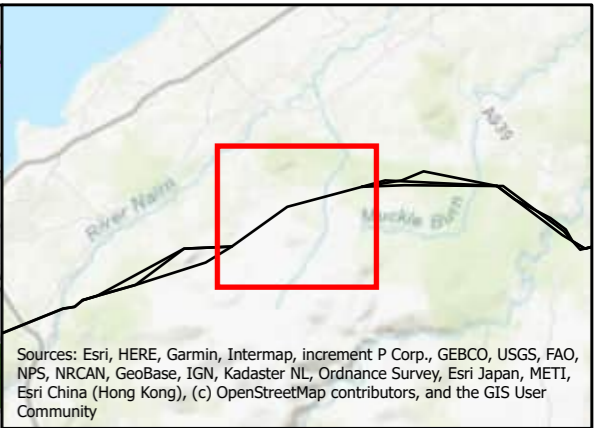 A939
River Nairn
Muckle Burn
Sources: Esri, HERE, Garmin, Intermap, increment P Corp., GEBCO, USGS, FAO,
NPS, NRCAN, GeoBase, IGN, Kadaster NL, Ordnance Survey, Esri Japan, METI,
Esri China (Hong Kong), (c) OpenStreetMap contributors, and the GIS User
Community